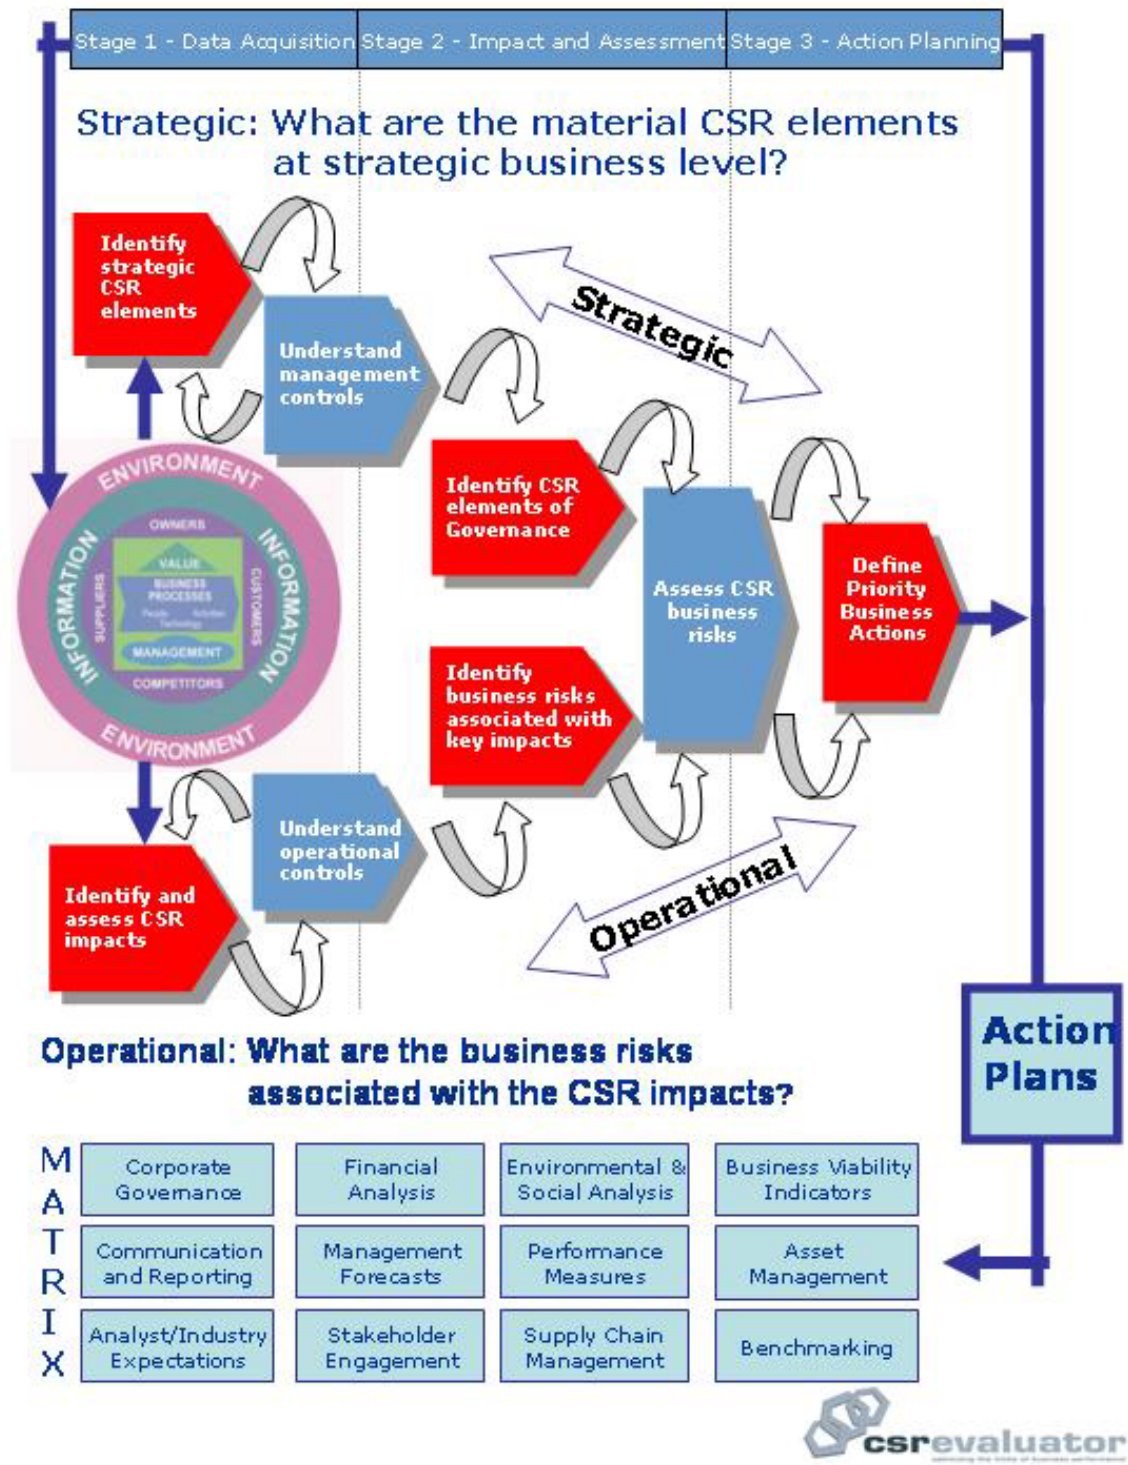 Stage 1 - Data Acquisition
Stage 2 - Impact and Assessment
Stage 3 - Action Planning
Strategic: What are the material CSR elements
at strategic business level?
Identify
strategic
CSR
elements
Understand
management
controls
Strategic
Identify CSR
elements of
Governance
Assess CSR
business
risks
Define
Priority
Business
Actions
ENVIRONMENT
INFORMATION
INFORMATION
OWNERS
SUPPLIERS
CUSTOMERS
VALUE
BUSINESS
PROCESSES
People Activities
Technology
MANAGEMENT
COMPETITORS
ENVIRONMENT
Identify
business risks
associated with
key impacts
Understand
operational
controls
Identify and
assess CSR
impacts
Operational
Action
Plans
Operational: What are the business risks
associated with the CSR impacts?
MATRIX
Corporate
Governance
Financial
Analysis
Environmental &
Social Analysis
Business Viability
Indicators
Communication
and Reporting
Management
Forecasts
Performance
Measures
Asset
Management
Analyst/Industry
Expectations
Stakeholder
Engagement
Supply Chain
Management
Benchmarking
csrevaluator